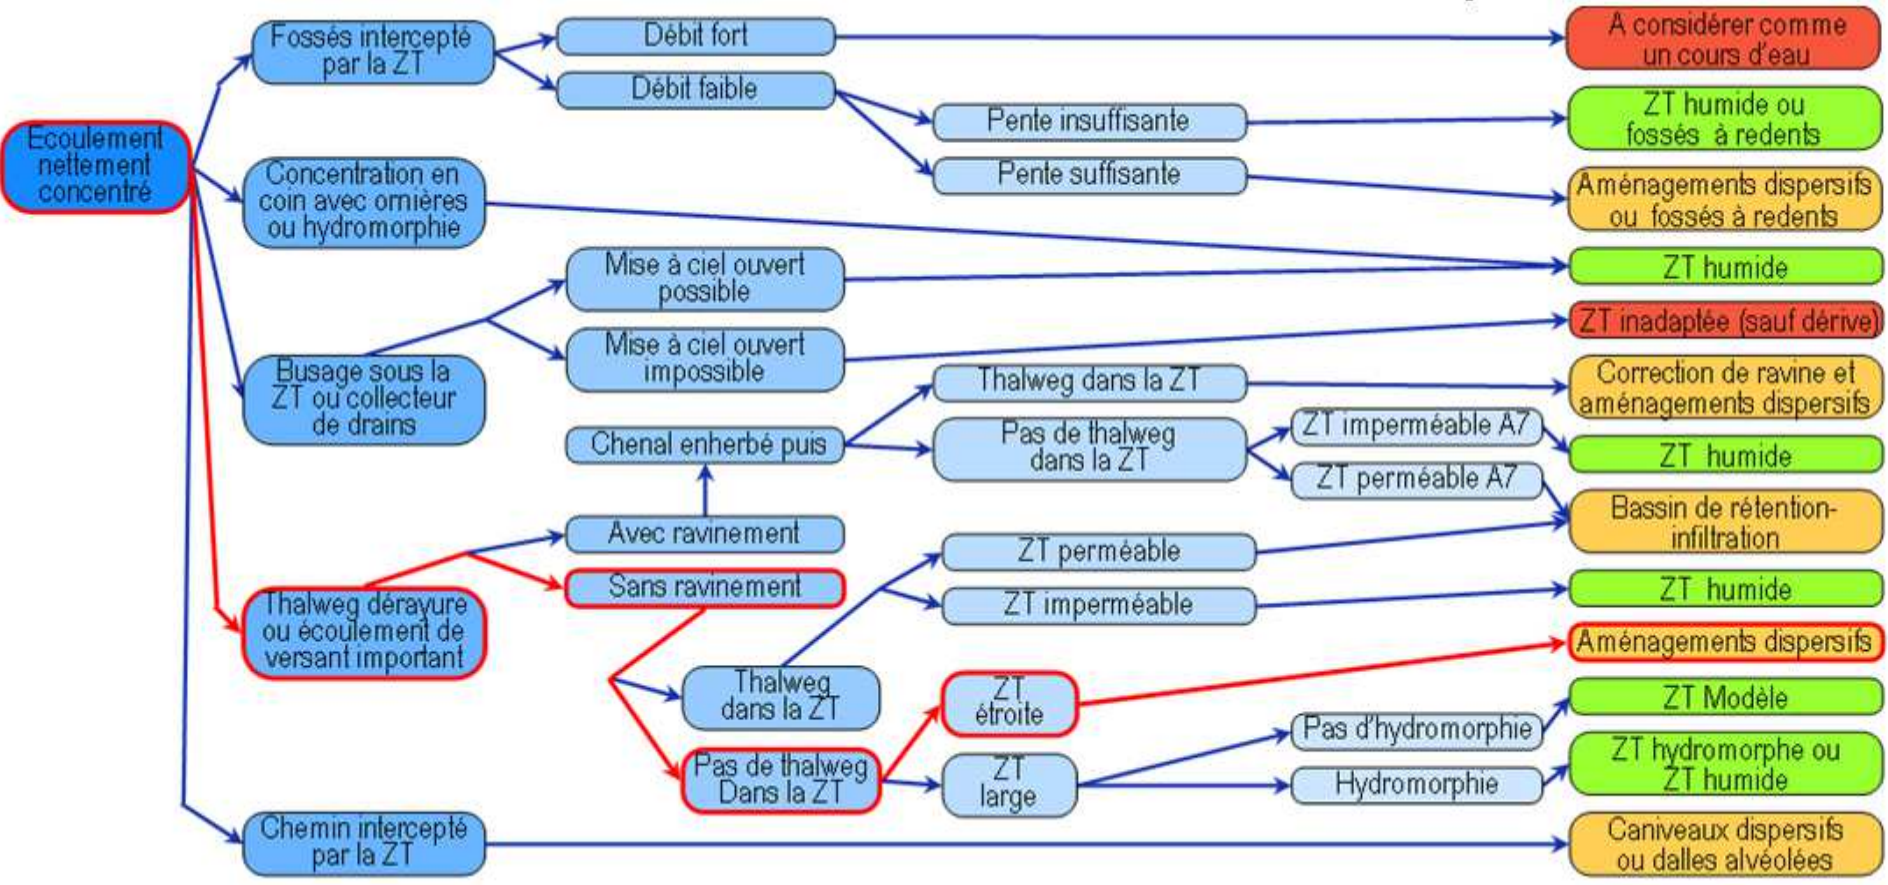 Ecoulement
nettement
concentré
Fossés intercepté
par la ZT
Débit fort
A considérer comme
un cours d'eau
Débit faible
Pente insuffisante
ZT humide ou
fossés à redents
Pente suffisante
Aménagements dispersifs
ou fossés à redents
Concentration en
coin avec ornières
ou hydromorphie
ZT humide
Mise à ciel ouvert
possible
Mise à ciel ouvert
impossible
ZT inadaptée (sauf dérive)
Busage sous la
ZT ou collecteur
de drains
Thalweg dans la ZT
Correction de ravine et
aménagements dispersifs
Chenal enherbé puis
Pas de thalweg
dans la ZT
ZT imperméable A7
ZT humide
ZT perméable A7
Bassin de rétention-
infiltration
Avec ravinement
ZT perméable
Sans ravinement
ZT imperméable
ZT humide
Thalweg dérayure
ou écoulement de
versant important
Aménagements dispersifs
Thalweg
dans la ZT
ZT
étroite
ZT Modèle
Pas d'hydromorphie
Pas de thalweg
Dans la ZT
ZT
large
Hydromorphie
ZT hydromorphe ou
ZT humide
Chemin intercepté
par la ZT
Caniveaux dispersifs
ou dalles alvéolées